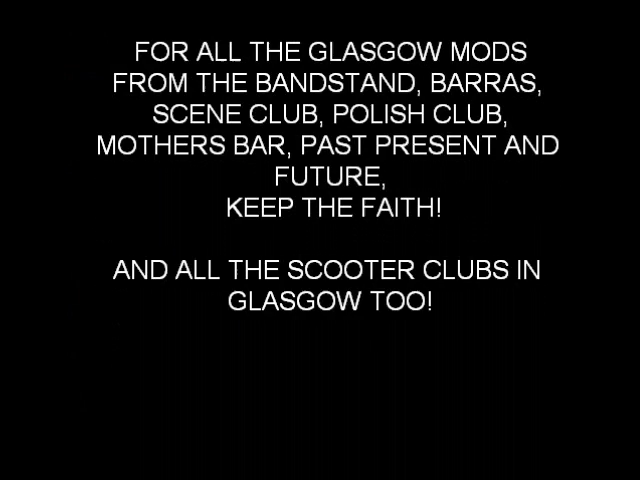 FOR ALL THE GLASGOW MODS
FROM THE BANDSTAND, BARRAS,
SCENE CLUB, POLISH CLUB,
MOTHERS BAR, PAST PRESENT AND
FUTURE,
KEEP THE FAITH!
AND ALL THE SCOOTER CLUBS IN
GLASGOW TOO!